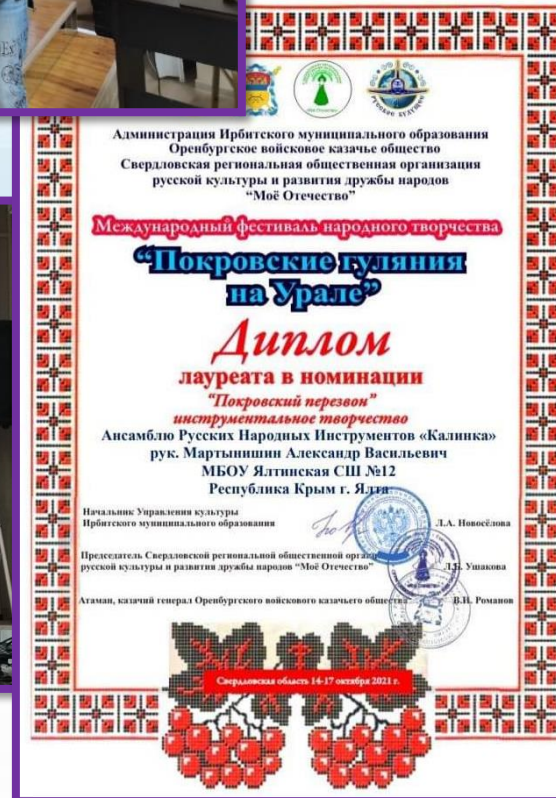 Администрация Ирбитского муниципального образования
Оренбургское войсковое казачье общество
Свердловская региональная общественная организация
русской культуры и развития дружбы народов
“Моё Отечество”
Международный фестиваль народного творчества
“Покровские гуляния
на Урале”
Диплом
лауреата в номинации
“Покровский перезвон”
инструментальное творчество
Ансамблю Русских Народных Инструментов «Калинка»
рук. Мартынишин Александр Васильевич
МБОУ Ялтинская СШ №12
Республика Крым г. Ялта
Начальник Управления культуры
Ирбитского муниципального образования Л.А. Новосёлова
Председатель Свердловской региональной общественной
русской культуры и развития дружбы народов “Моё Отечество” Ушакова
Атаман, казачий генерал Оренбургского войскового казачьего общества В.И. Романов
Свердловская область 14-17 октября 2021 г.